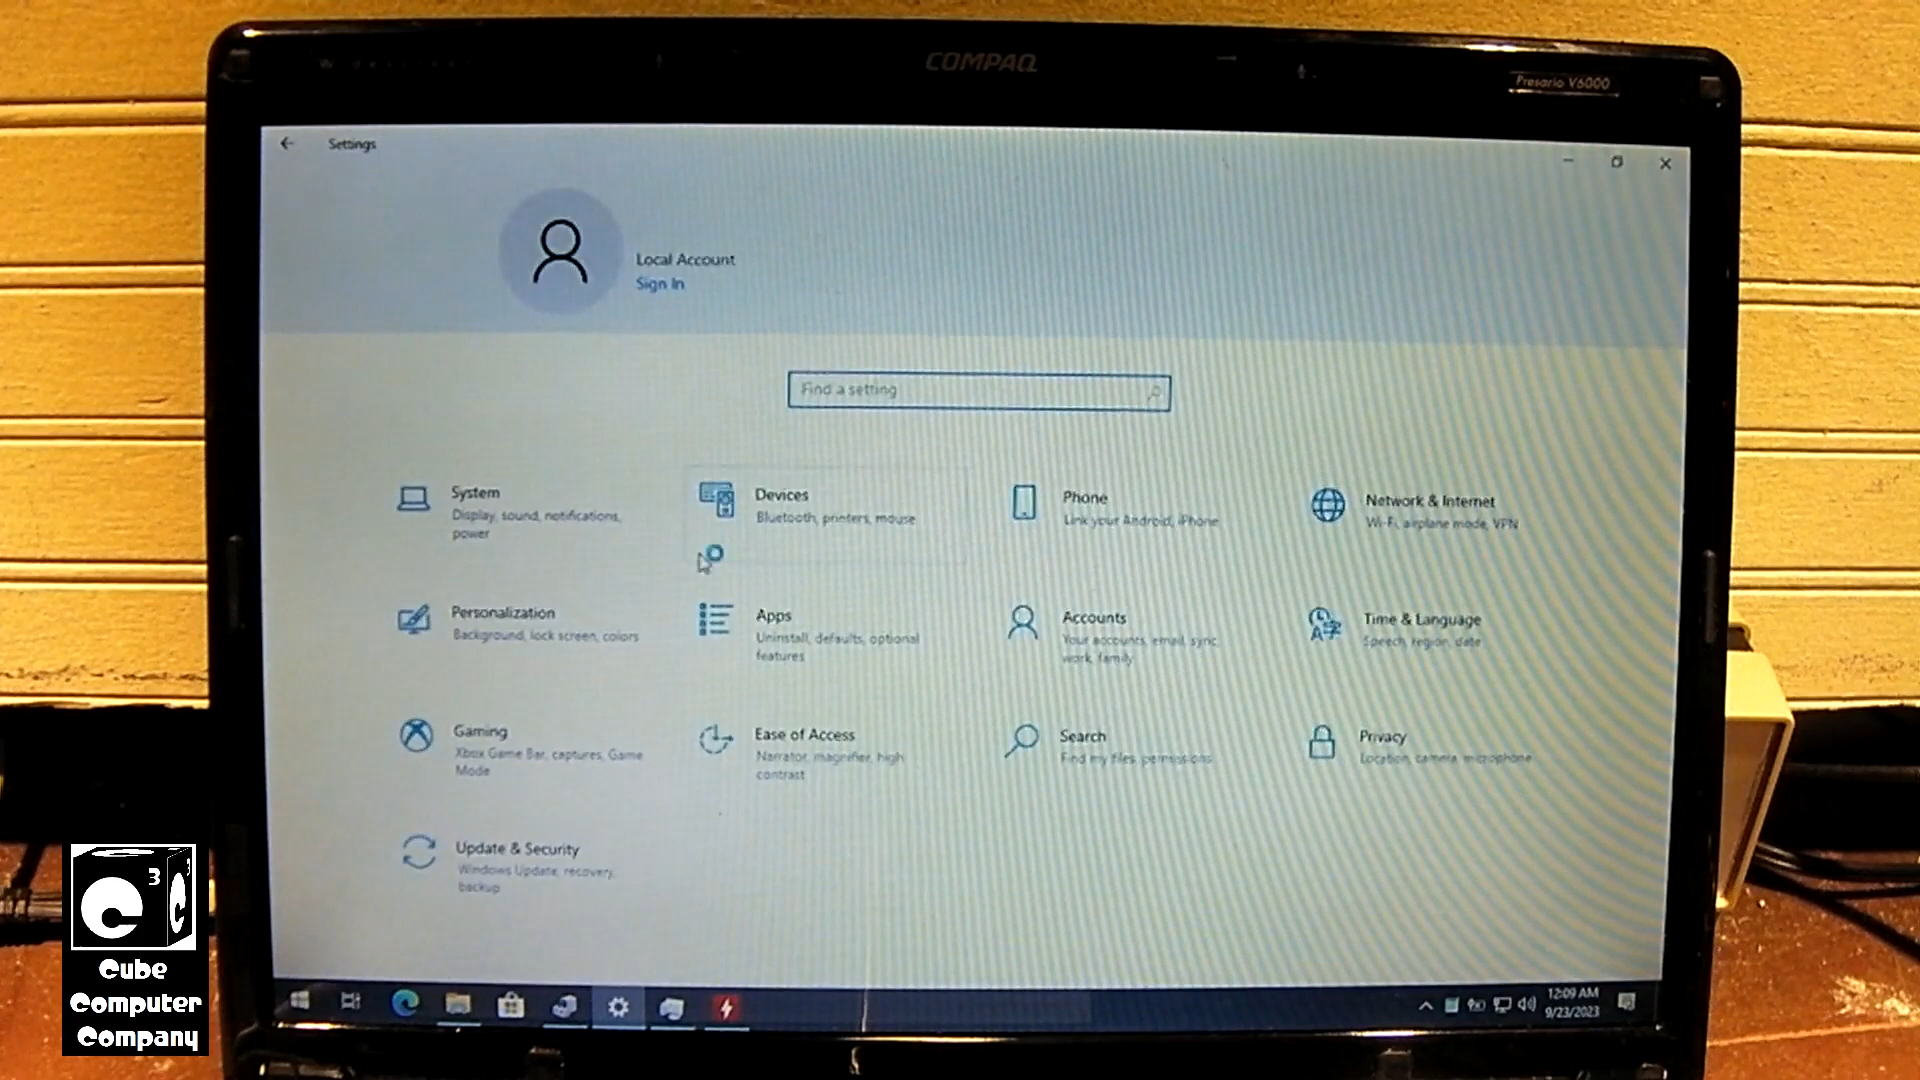 COMPAQ
Presario V6000
Settings
Local Account
Sign In
Find a setting
System
Display, sound, notifications,
power
Devices
Bluetooth, printers, mouse
Phone
Link your Android, iPhone
Network & Internet
Wi-Fi, airplane mode, VPN
Personalization
Background, lock screen, colors
Apps
Uninstall, defaults, optional
features
Accounts
Your accounts, email, sync,
work, family
Time & Language
Speech, region, date
Gaming
Xbox Game Bar, captures, Game
Mode
Ease of Access
Narrator, magnifier, high
contrast
Search
Find my files, permissions
Privacy
Location, camera, microphone
Update & Security
Windows Update, recovery,
backup
12:09 AM
9/23/2023
C3
Cube
Computer
Company